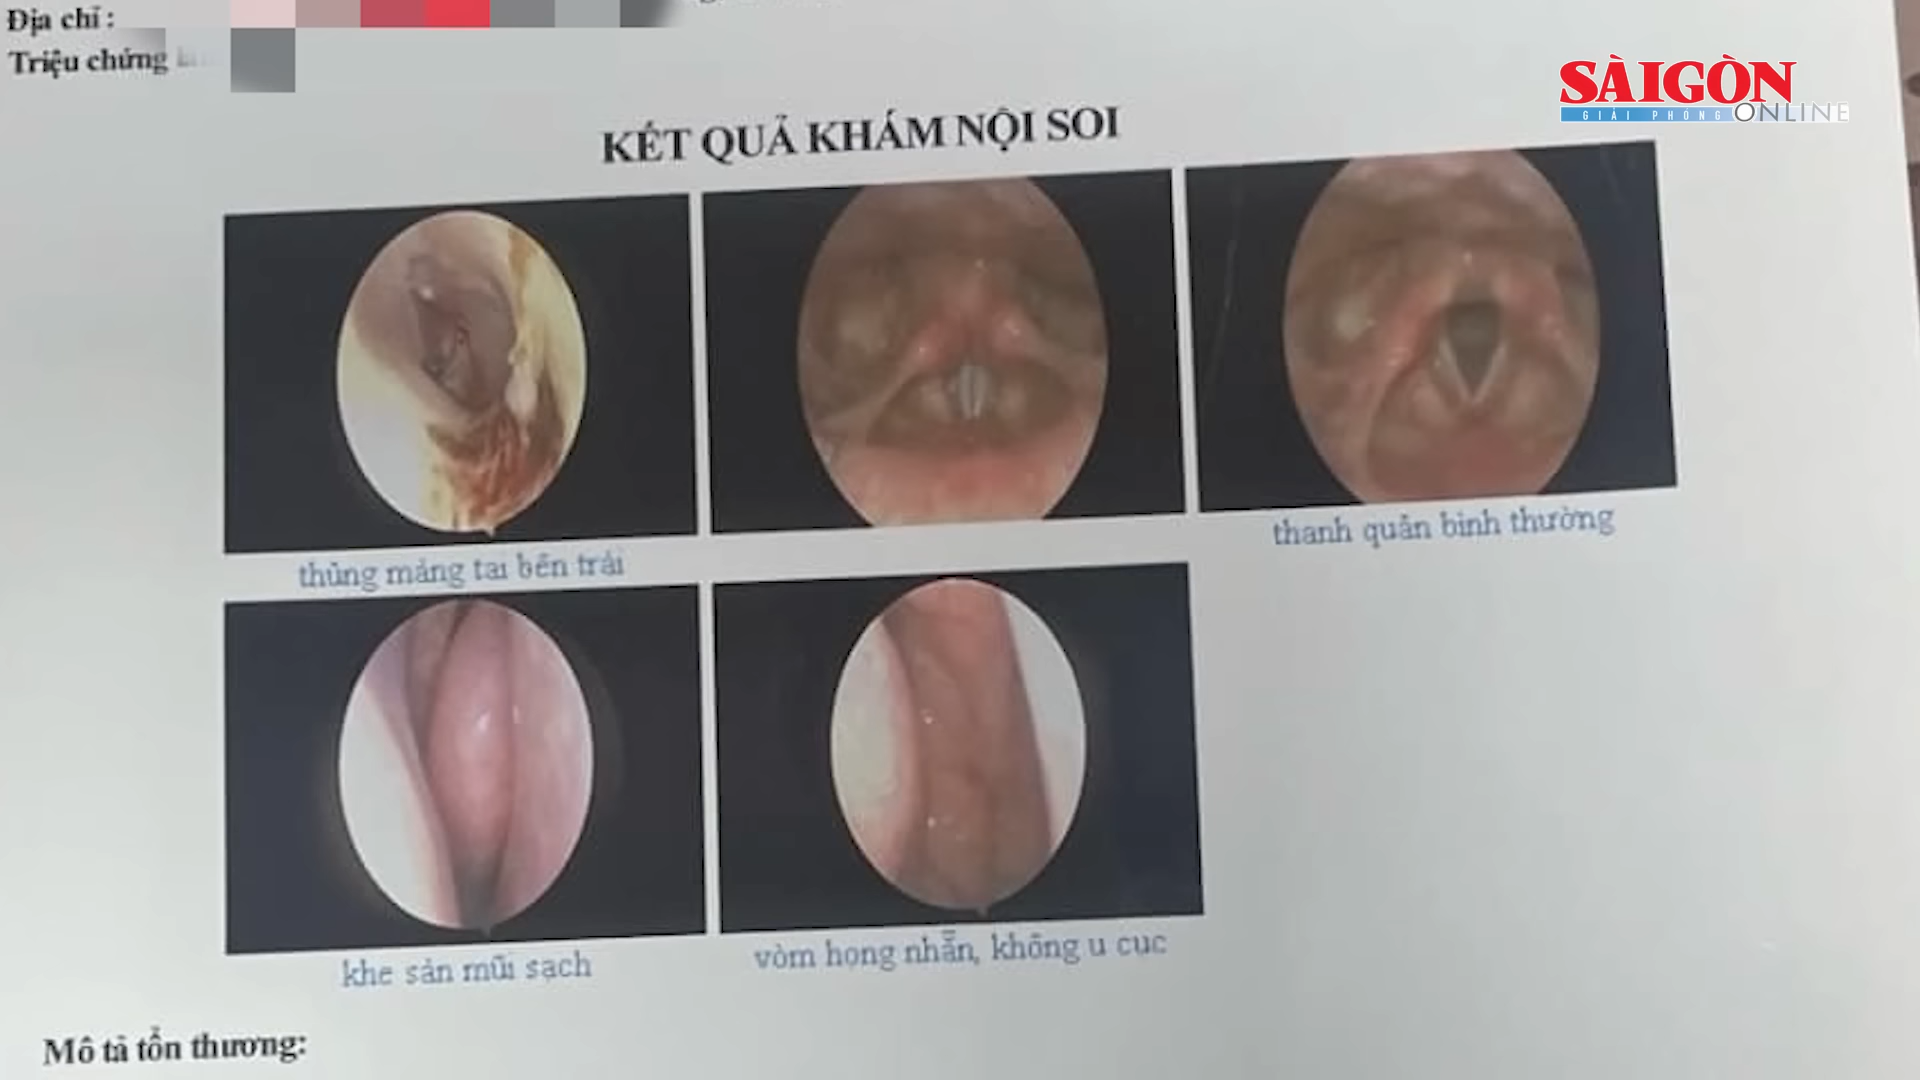 Địa chỉ :
Triệu chứng
SÀIGÒN
GIẢI PHÓNG ONLINE
KẾT QUẢ KHÁM NỘI SOI
thủng màng tai bên trái
thanh quản bình thường
khe sàn mũi sạch
vòm họng nhẵn, không u cục
Mô tả tổn thương: